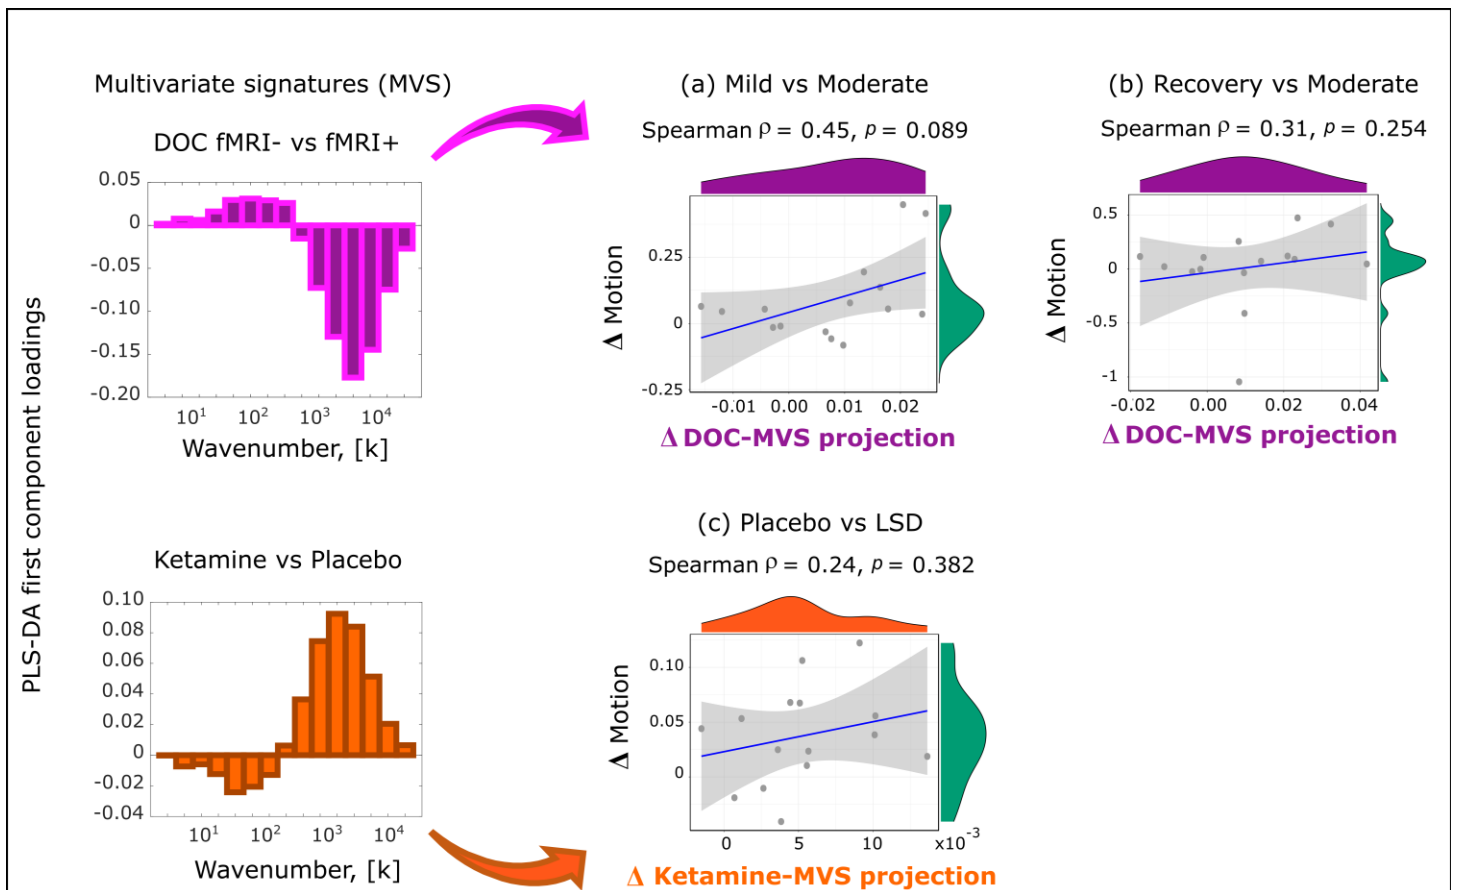 Multivariate signatures (MVS)
DOC fMRI- vs fMRI+
0.05
0
-0.05
-0.10
-0.15
-0.20
10¹ 10² 10³ 10⁴
Wavenumber, [k]
(a) Mild vs Moderate
Spearman ρ = 0.45, p = 0.089
Δ Motion
0.25
0
-0.25
-0.01 0.00 0.01 0.02
Δ DOC-MVS projection
(b) Recovery vs Moderate
Spearman ρ = 0.31, p = 0.254
Δ Motion
0.5
0
-0.5
-1
-0.02 0.00 0.02 0.04
Δ DOC-MVS projection
PLS-DA first component loadings
Ketamine vs Placebo
0.10
0.08
0.06
0.04
0.02
0
-0.02
-0.04
10¹ 10² 10³ 10⁴
Wavenumber, [k]
(c) Placebo vs LSD
Spearman ρ = 0.24, p = 0.382
Δ Motion
0.10
0.05
0
0 5 10 x10⁻³
Δ Ketamine-MVS projection